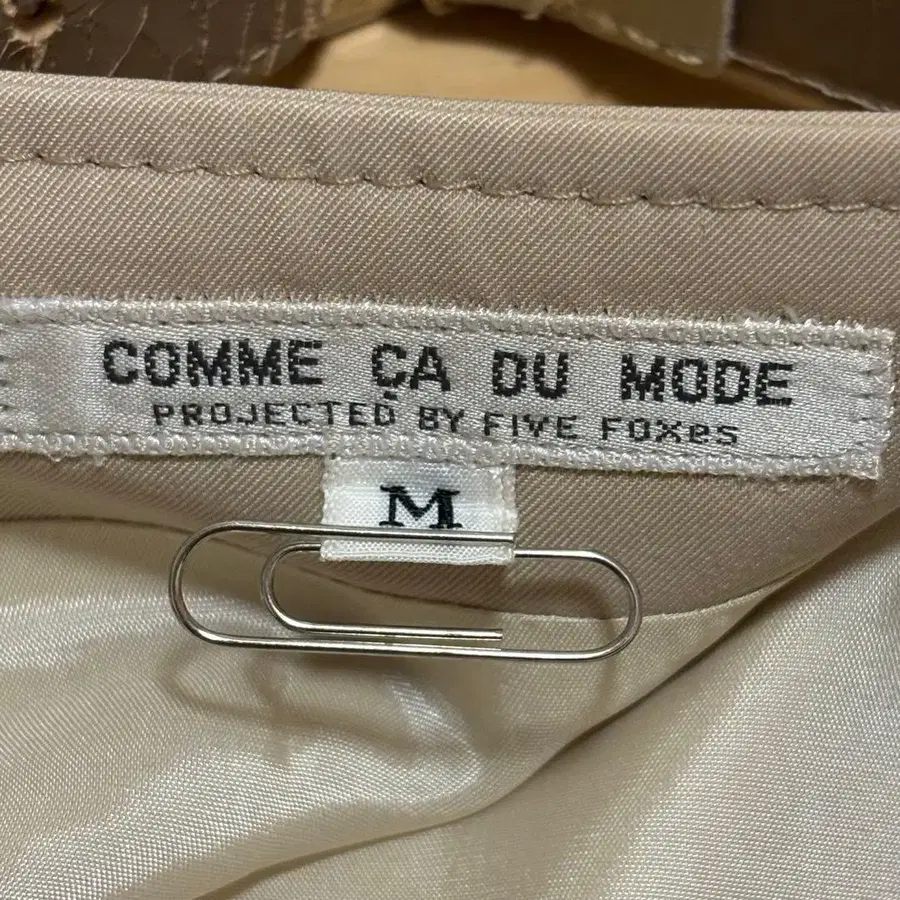 COMME ÇA DU MODE
PROJECTED BY FIVE FOXes
M